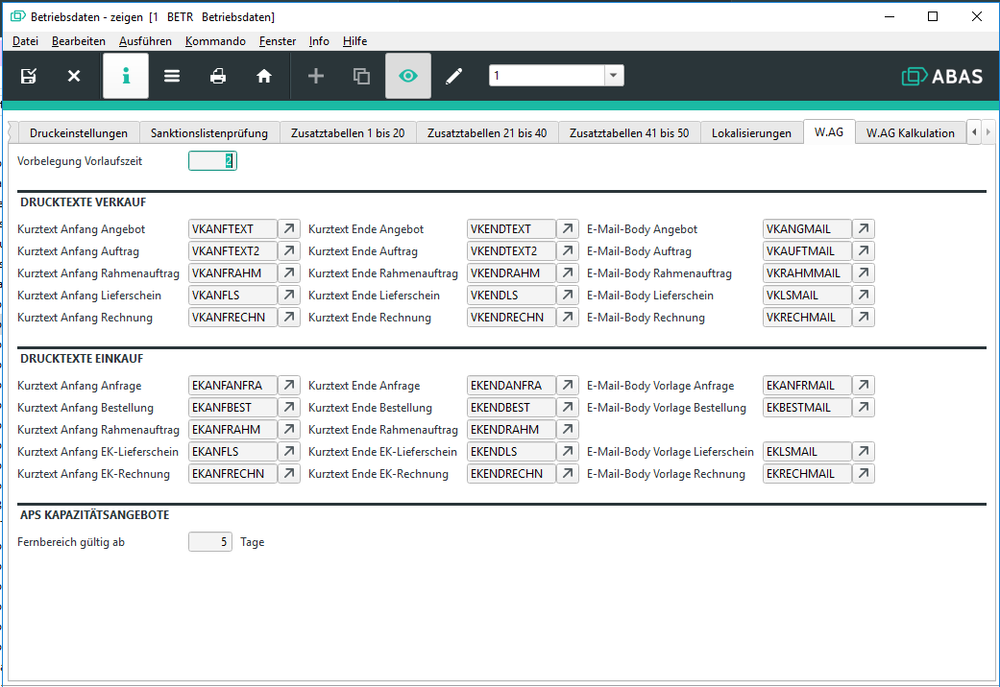 Betriebsdaten - zeigen [1 BETR Betriebsdaten]
Datei Bearbeiten Ausführen Kommando Fenster Info Hilfe
1 ABAS
Druckeinstellungen Sanktionslistenprüfung Zusatztabellen 1 bis 20 Zusatztabellen 21 bis 40 Zusatztabellen 41 bis 50 Lokalisierungen W.AG W.AG Kalkulation
Vorbelegung Vorlaufszeit 2
DRUCKTEXTE VERKAUF
Kurztext Anfang Angebot VKANFTEXT Kurztext Ende Angebot VKENDTEXT E-Mail-Body Angebot VKANGMAIL
Kurztext Anfang Auftrag VKANFTEXT2 Kurztext Ende Auftrag VKENDTEXT2 E-Mail-Body Auftrag VKAUFTMAIL
Kurztext Anfang Rahmenauftrag VKANFRAHM Kurztext Ende Rahmenauftrag VKENDRAHM E-Mail-Body Rahmenauftrag VKRAHMMAIL
Kurztext Anfang Lieferschein VKANFLS Kurztext Ende Lieferschein VKENDLS E-Mail-Body Lieferschein VKLSMAIL
Kurztext Anfang Rechnung VKANFRECHN Kurztext Ende Rechnung VKENDRECHN E-Mail-Body Rechnung VKRECHMAIL
DRUCKTEXTE EINKAUF
Kurztext Anfang Anfrage EKANFANFRA Kurztext Ende Anfrage EKENDANFRA E-Mail-Body Vorlage Anfrage EKANFRMAIL
Kurztext Anfang Bestellung EKANFBEST Kurztext Ende Bestellung EKENDBEST E-Mail-Body Vorlage Bestellung EKBESTMAIL
Kurztext Anfang Rahmenauftrag EKANFRAHM Kurztext Ende Rahmenauftrag EKENDRAHM
Kurztext Anfang EK-Lieferschein EKANFLS Kurztext Ende EK-Lieferschein EKENDLS E-Mail-Body Vorlage Lieferschein EKLSMAIL
Kurztext Anfang EK-Rechnung EKANFRECHN Kurztext Ende EK-Rechnung EKENDRECHN E-Mail-Body Vorlage Rechnung EKRECHMAIL
APS KAPAZITÄTSANGEBOTE
Fernbereich gültig ab 5 Tage